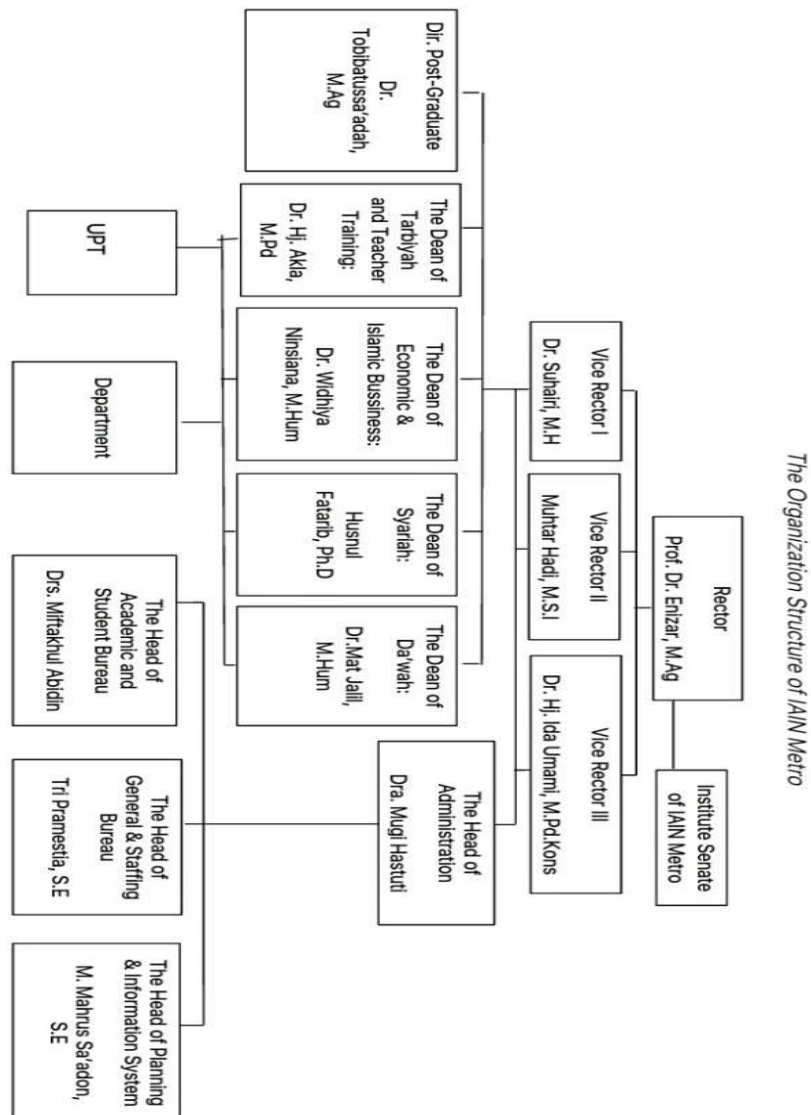 The Organization Structure of IAIN Metro
Rector
Prof. Dr. Enizar, M.Ag
Institute Senate
of IAIN Metro
Vice Rector I
Dr. Suhairi, M.H
Vice Rector II
Muhtar Hadi, M.S.I
Vice Rector III
Dr. Hj. Ida Umami, M.Pd.Kons
The Head of
Administration
Dra. Mugi Hastuti
Dir. Post-Graduate
Dr.
Tobibatussa'adah,
M.Ag
The Dean of
Tarbiyah
and Teacher
Training:
Dr. Hj. Akla,
M.Pd
The Dean of
Economic &
Islamic Bussiness:
Dr. Widhiya
Ninsiana, M.Hum
The Dean of
Syariah:
Husnul
Fatarib, Ph.D
The Dean of
Da'wah:
Dr.Mat Jalil,
M.Hum
UPT
Department
The Head of
Academic and
Student Bureau
Drs. Miftakhul Abidin
The Head of
General & Staffing
Bureau
Tri Pramestia, S.E
The Head of Planning
& Information System
M. Mahrus Sa'adon,
S.E